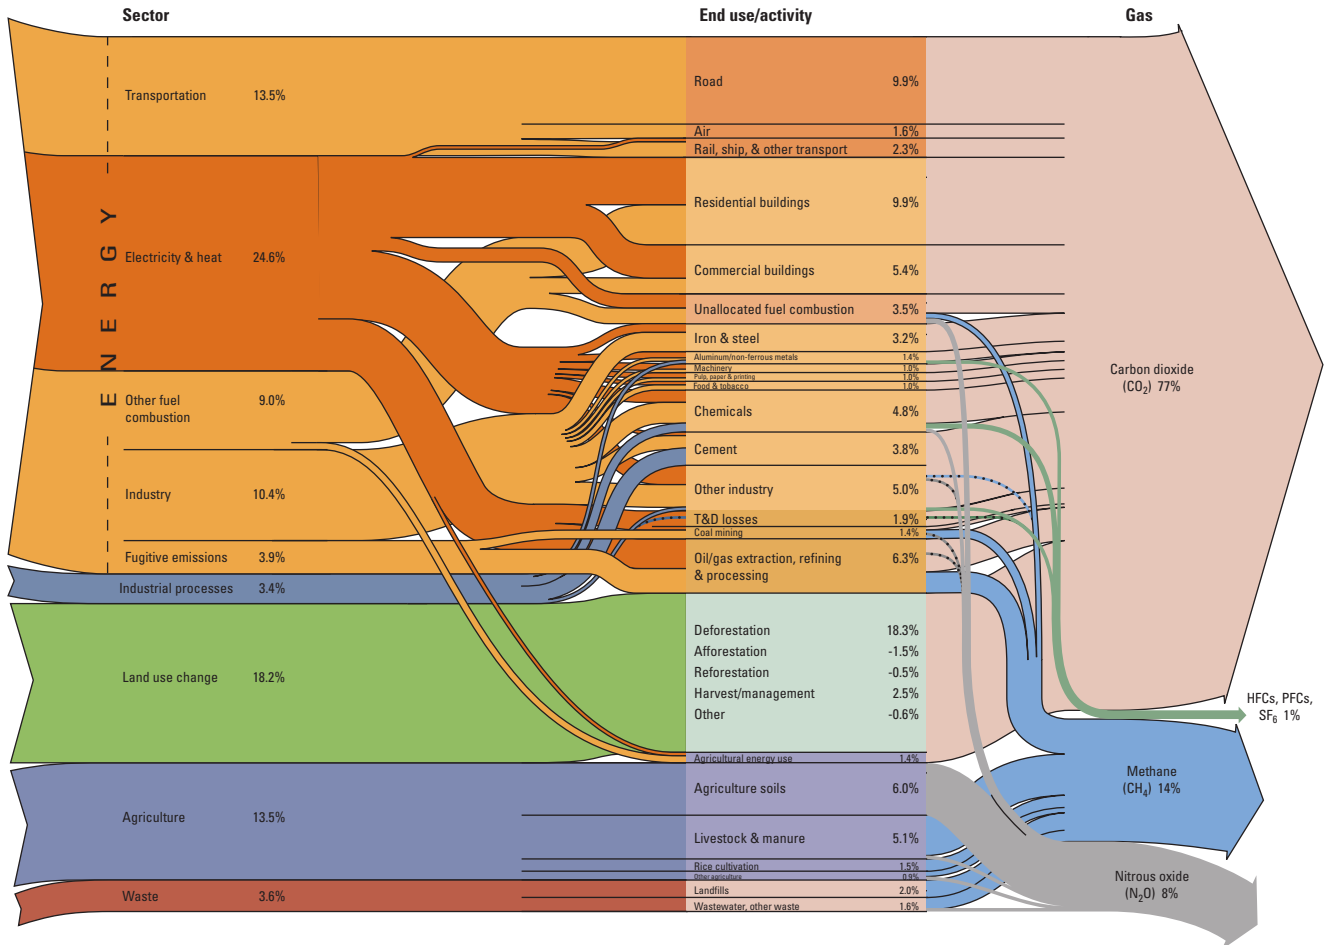 Sector
End use/activity
Gas
ENERGY
Transportation 13.5%
Electricity & heat 24.6%
Other fuel
combustion 9.0%
Industry 10.4%
Fugitive emissions 3.9%
Industrial processes 3.4%
Land use change 18.2%
Agriculture 13.5%
Waste 3.6%
Road 9.9%
Air 1.6%
Rail, ship, & other transport 2.3%
Residential buildings 9.9%
Commercial buildings 5.4%
Unallocated fuel combustion 3.5%
Iron & steel 3.2%
Aluminum/non-ferrous metals 1.4%
Machinery 1.0%
Pulp, paper & printing 1.0%
Food & tobacco 1.0%
Chemicals 4.8%
Cement 3.8%
Other industry 5.0%
T&D losses 1.9%
Coal mining 1.4%
Oil/gas extraction, refining 6.3%
& processing
Deforestation 18.3%
Afforestation -1.5%
Reforestation -0.5%
Harvest/management 2.5%
Other -0.6%
Agricultural energy use 1.4%
Agriculture soils 6.0%
Livestock & manure 5.1%
Rice cultivation 1.5%
Other agriculture 0.9%
Landfills 2.0%
Wastewater, other waste 1.6%
Carbon dioxide
(CO₂) 77%
HFCs, PFCs,
SF₆ 1%
Methane
(CH₄) 14%
Nitrous oxide
(N₂O) 8%